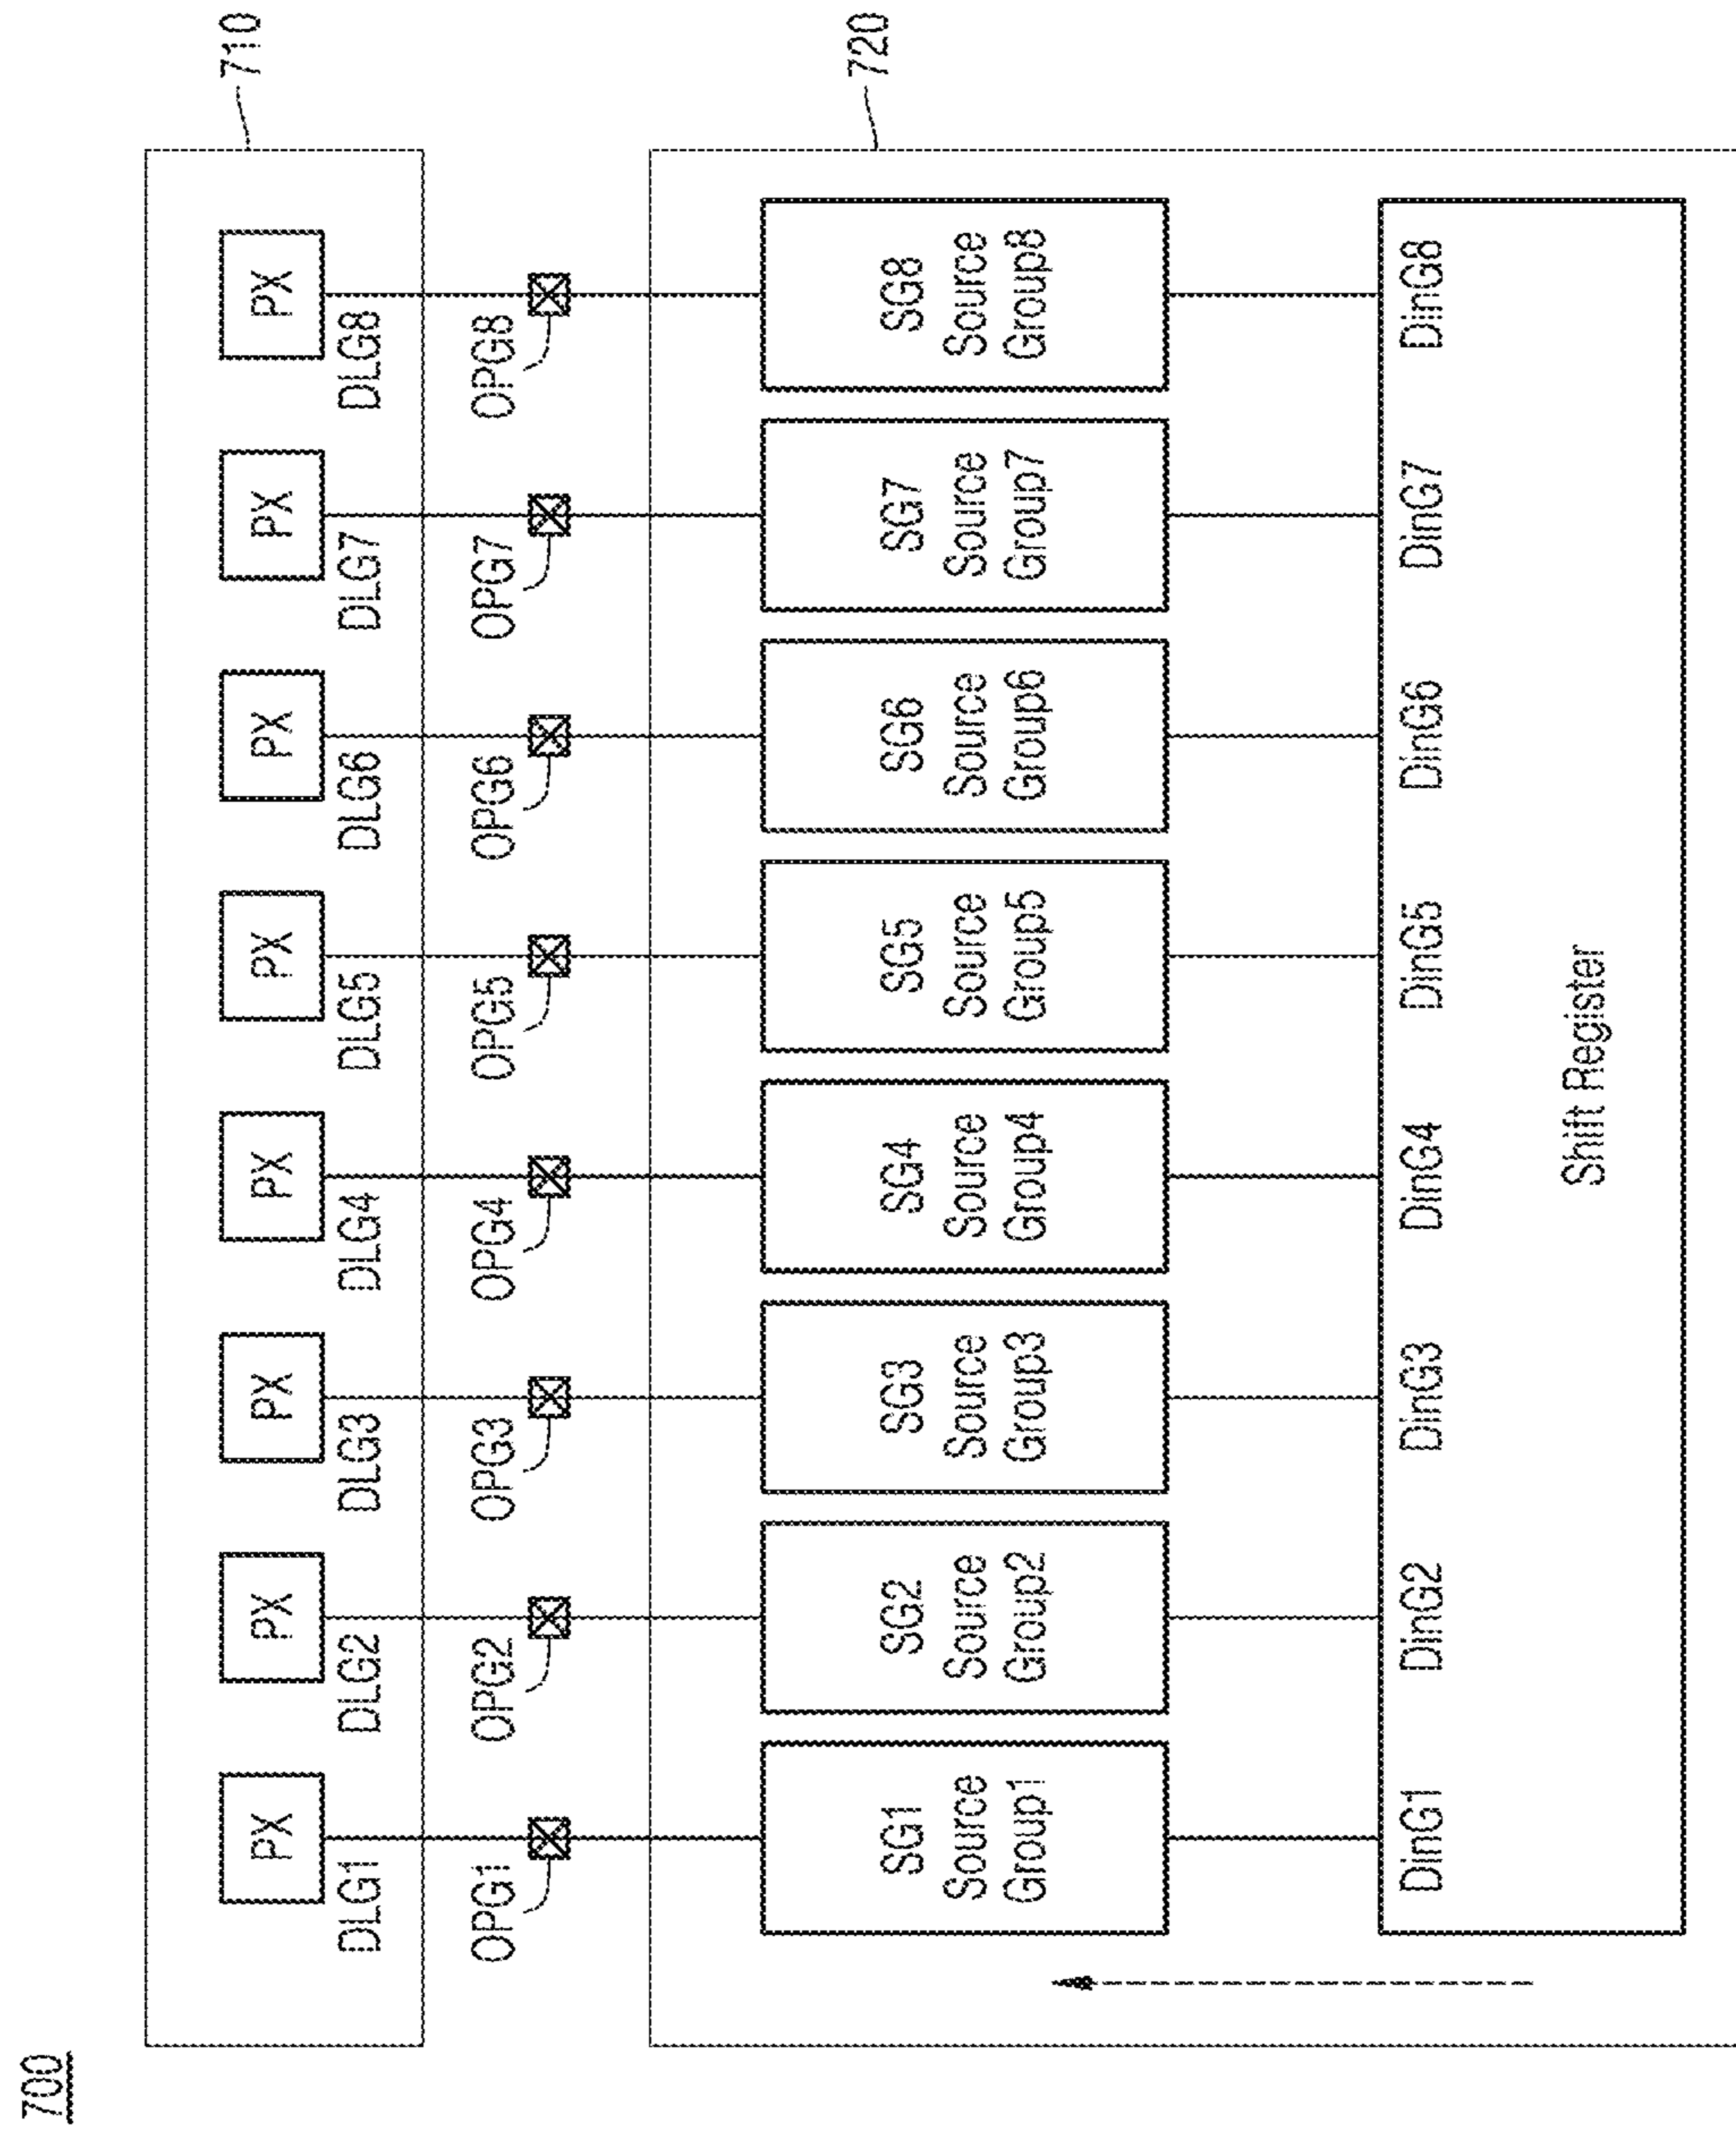 700
710
PX PX PX PX PX PX PX PX
DLG1 DLG2 DLG3 DLG4 DLG5 DLG6 DLG7 DLG8
OPG1 OPG2 OPG3 OPG4 OPG5 OPG6 OPG7 OPG8
720
SG1 SG2 SG3 SG4 SG5 SG6 SG7 SG8
Source Source Source Source Source Source Source Source
Group1 Group2 Group3 Group4 Group5 Group6 Group7 Group8
DinG1 DinG2 DinG3 DinG4 DinG5 DinG6 DinG7 DinG8
Shift Register